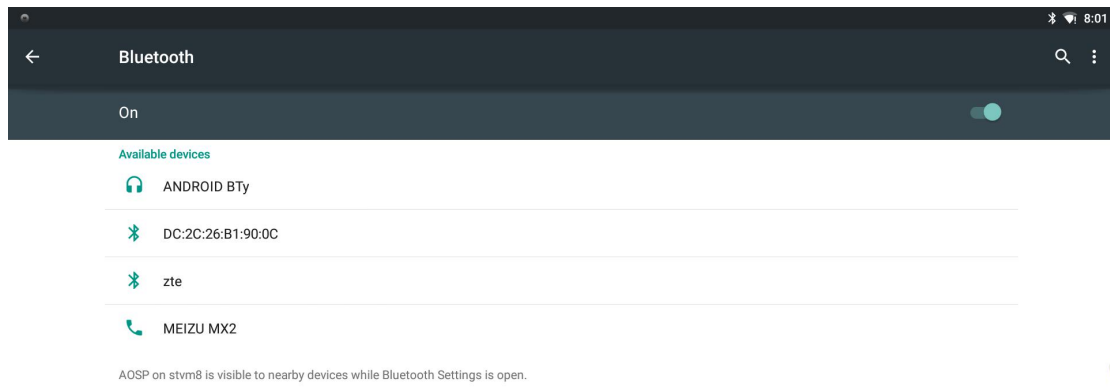 8:01
Bluetooth
On
Available devices
ANDROID BTy
DC:2C:26:B1:90:0C
zte
MEIZU MX2
AOSP on stvm8 is visible to nearby devices while Bluetooth Settings is open.